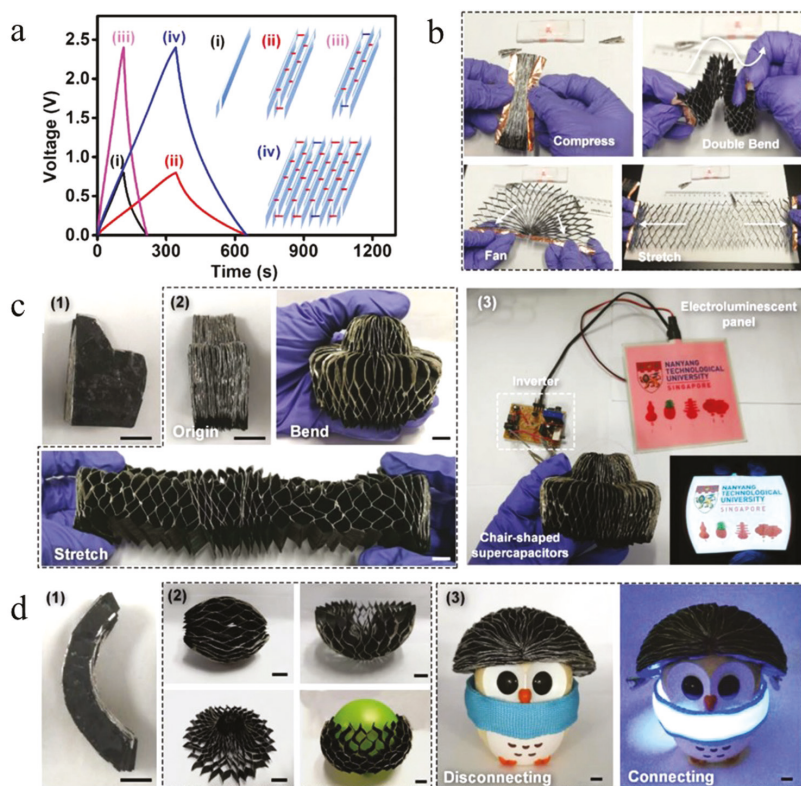 a
(iii)
(iv)
(i)
(ii)
(iii)
(i)
(ii)
(iv)
2.5
2.0
1.5
1.0
0.5
0.0
Voltage (V)
0
300
600
900
1200
Time (s)
b
Compress
Double Bend
Fan
Stretch
c
(1)
(2)
Origin
Bend
Stretch
(3)
Electroluminescent
panel
Inverter
NANYANG
TECHNOLOGICAL
UNIVERSITY
SINGAPORE
Chair-shaped
supercapacitors
NANYANG
TECHNOLOGICAL
UNIVERSITY
SINGAPORE
d
(1)
(2)
(3)
Disconnecting
Connecting